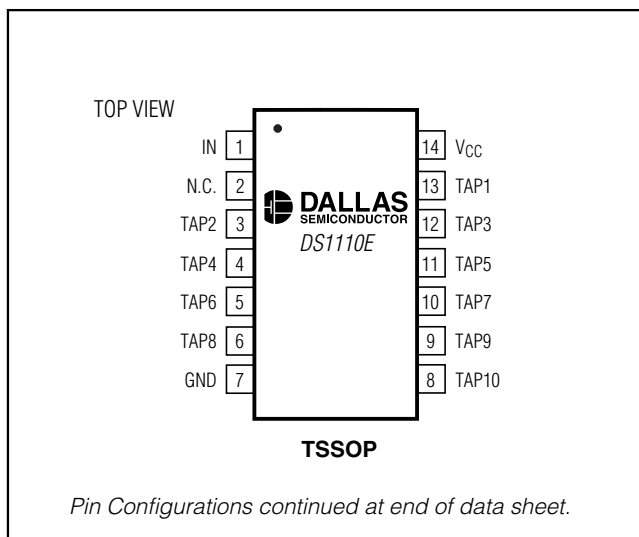 TOP VIEW
IN 1 14 VCC
N.C. 2 13 TAP1
DALLAS
SEMICONDUCTOR
TAP2 3 12 TAP3
DS1110E
TAP4 4 11 TAP5
TAP6 5 10 TAP7
TAP8 6 9 TAP9
GND 7 8 TAP10
TSSOP
Pin Configurations continued at end of data sheet.